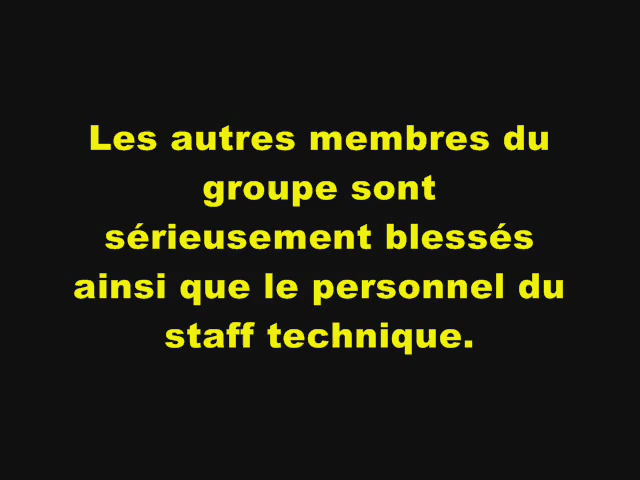 Les autres membres du
groupe sont
sérieusement blessés
ainsi que le personnel du
staff technique.